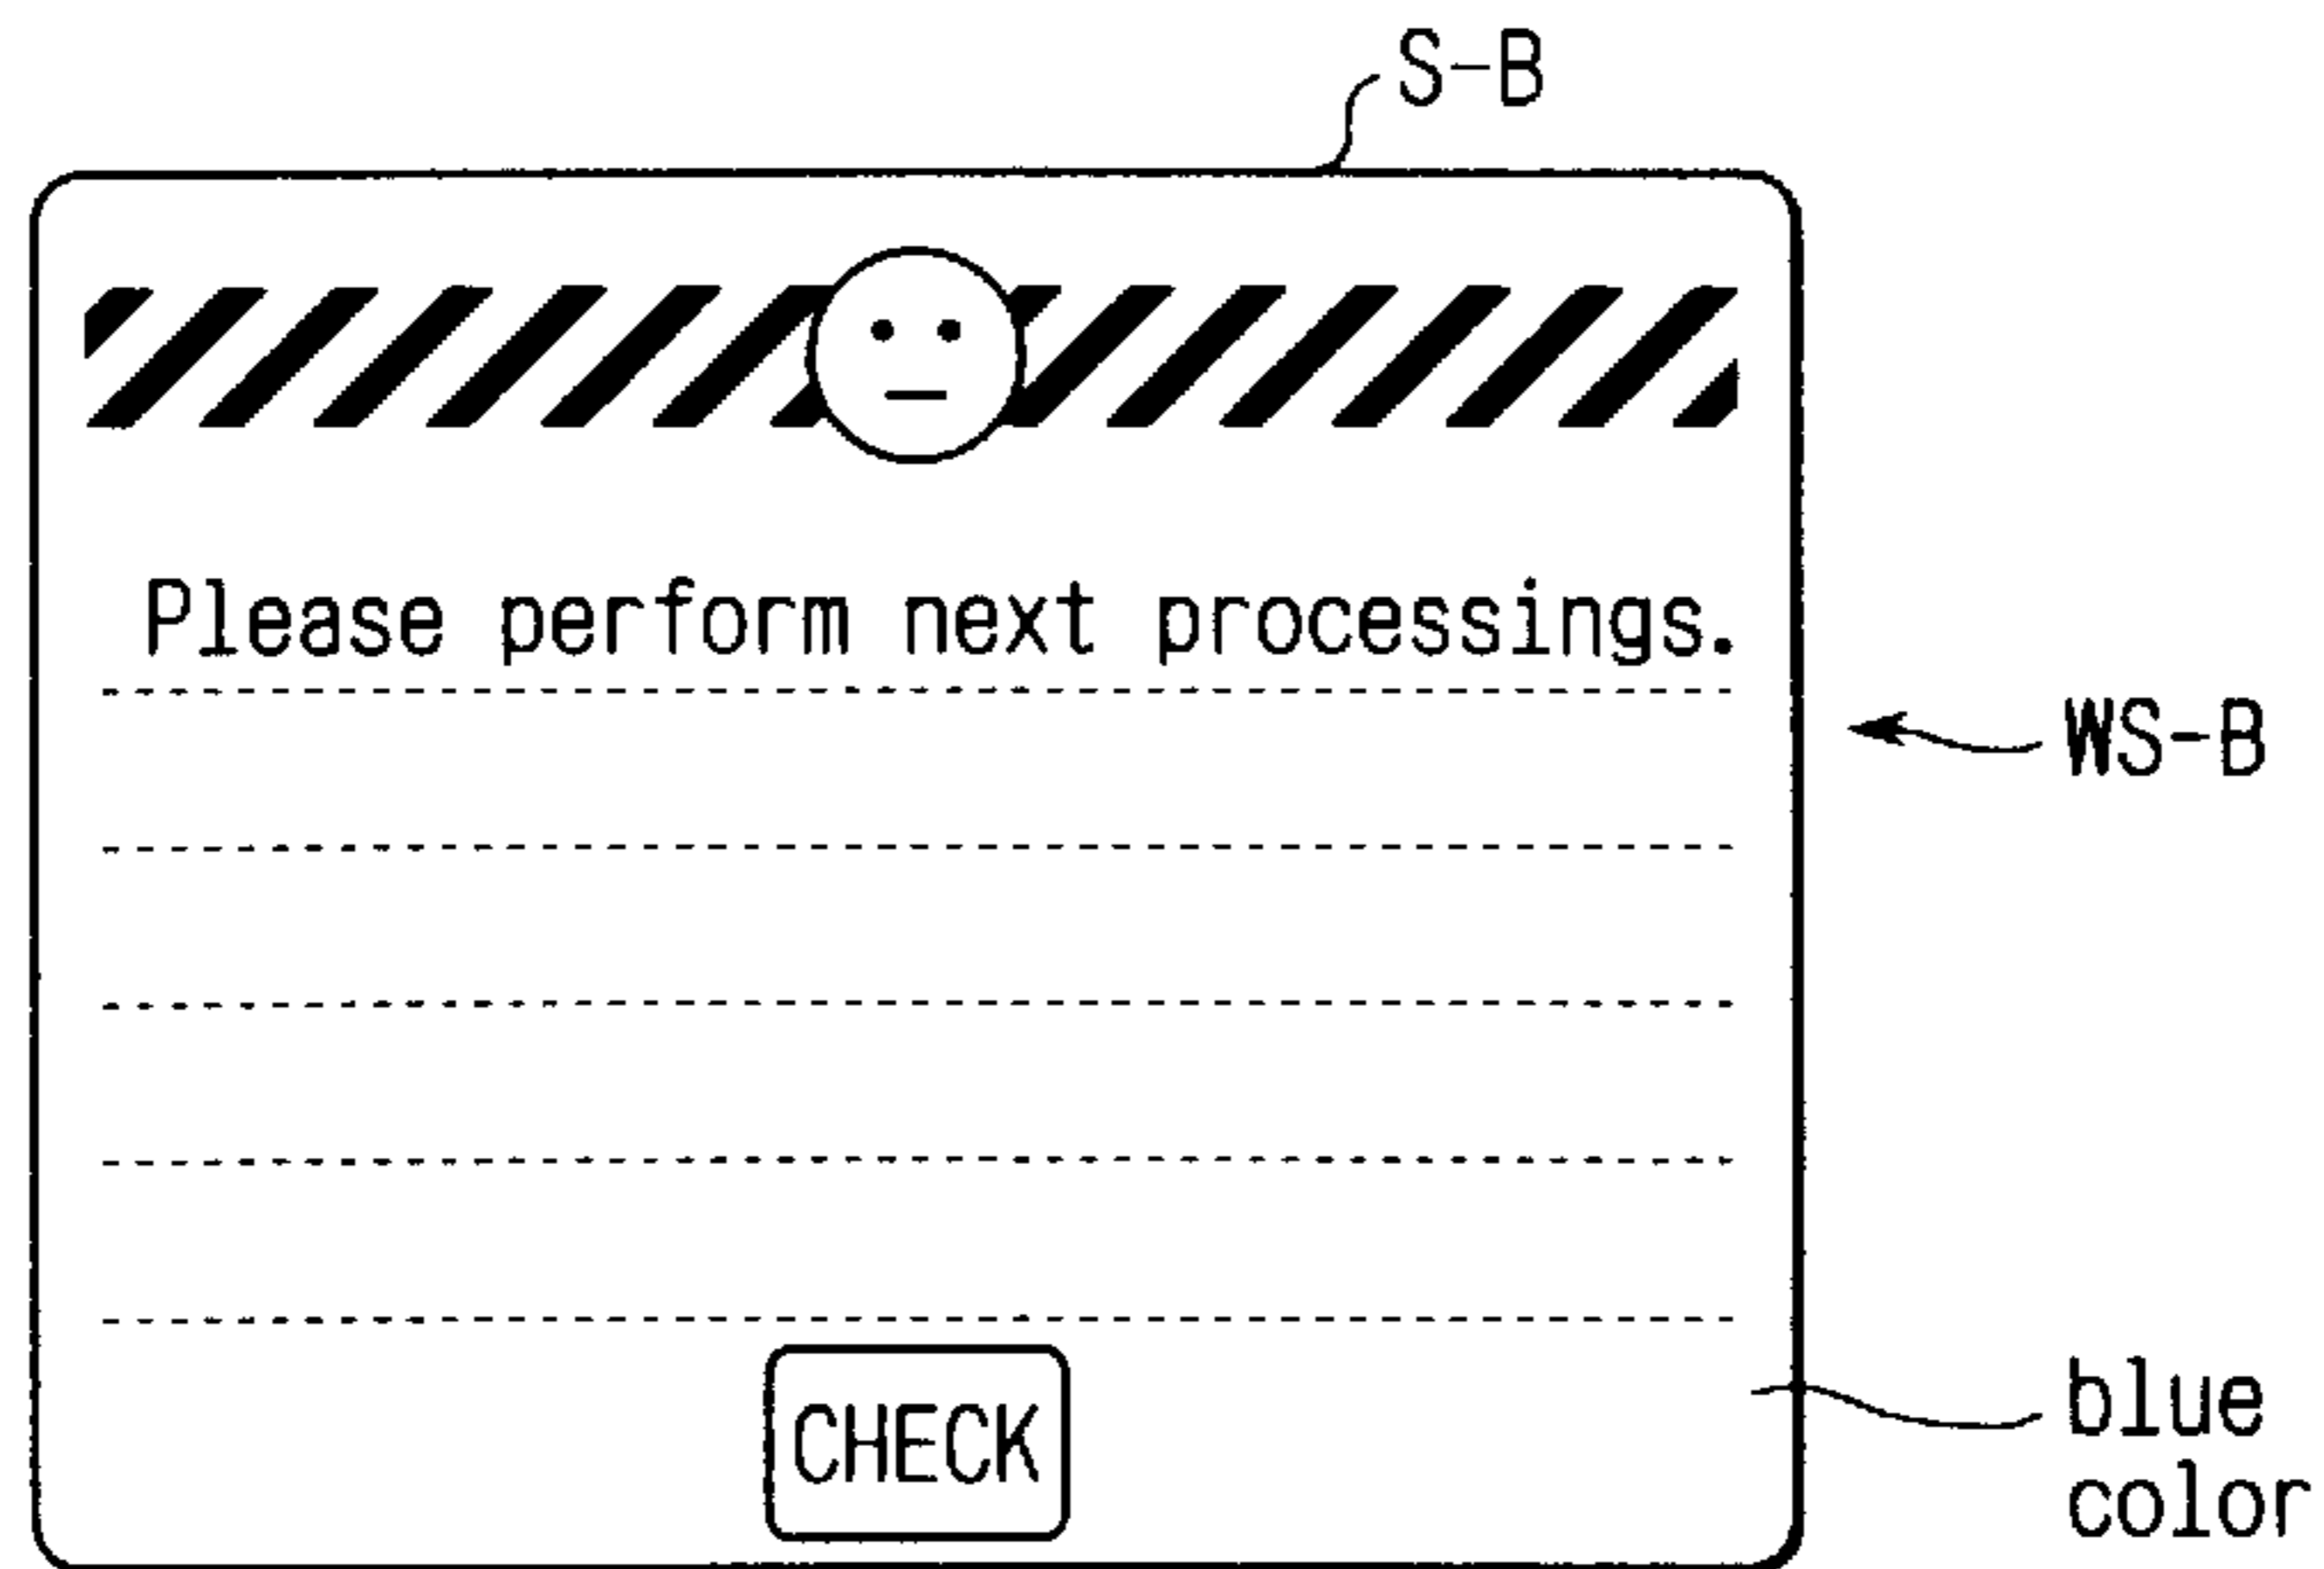 S-B
Please perform next processings.
WS-B
CHECK
blue
color